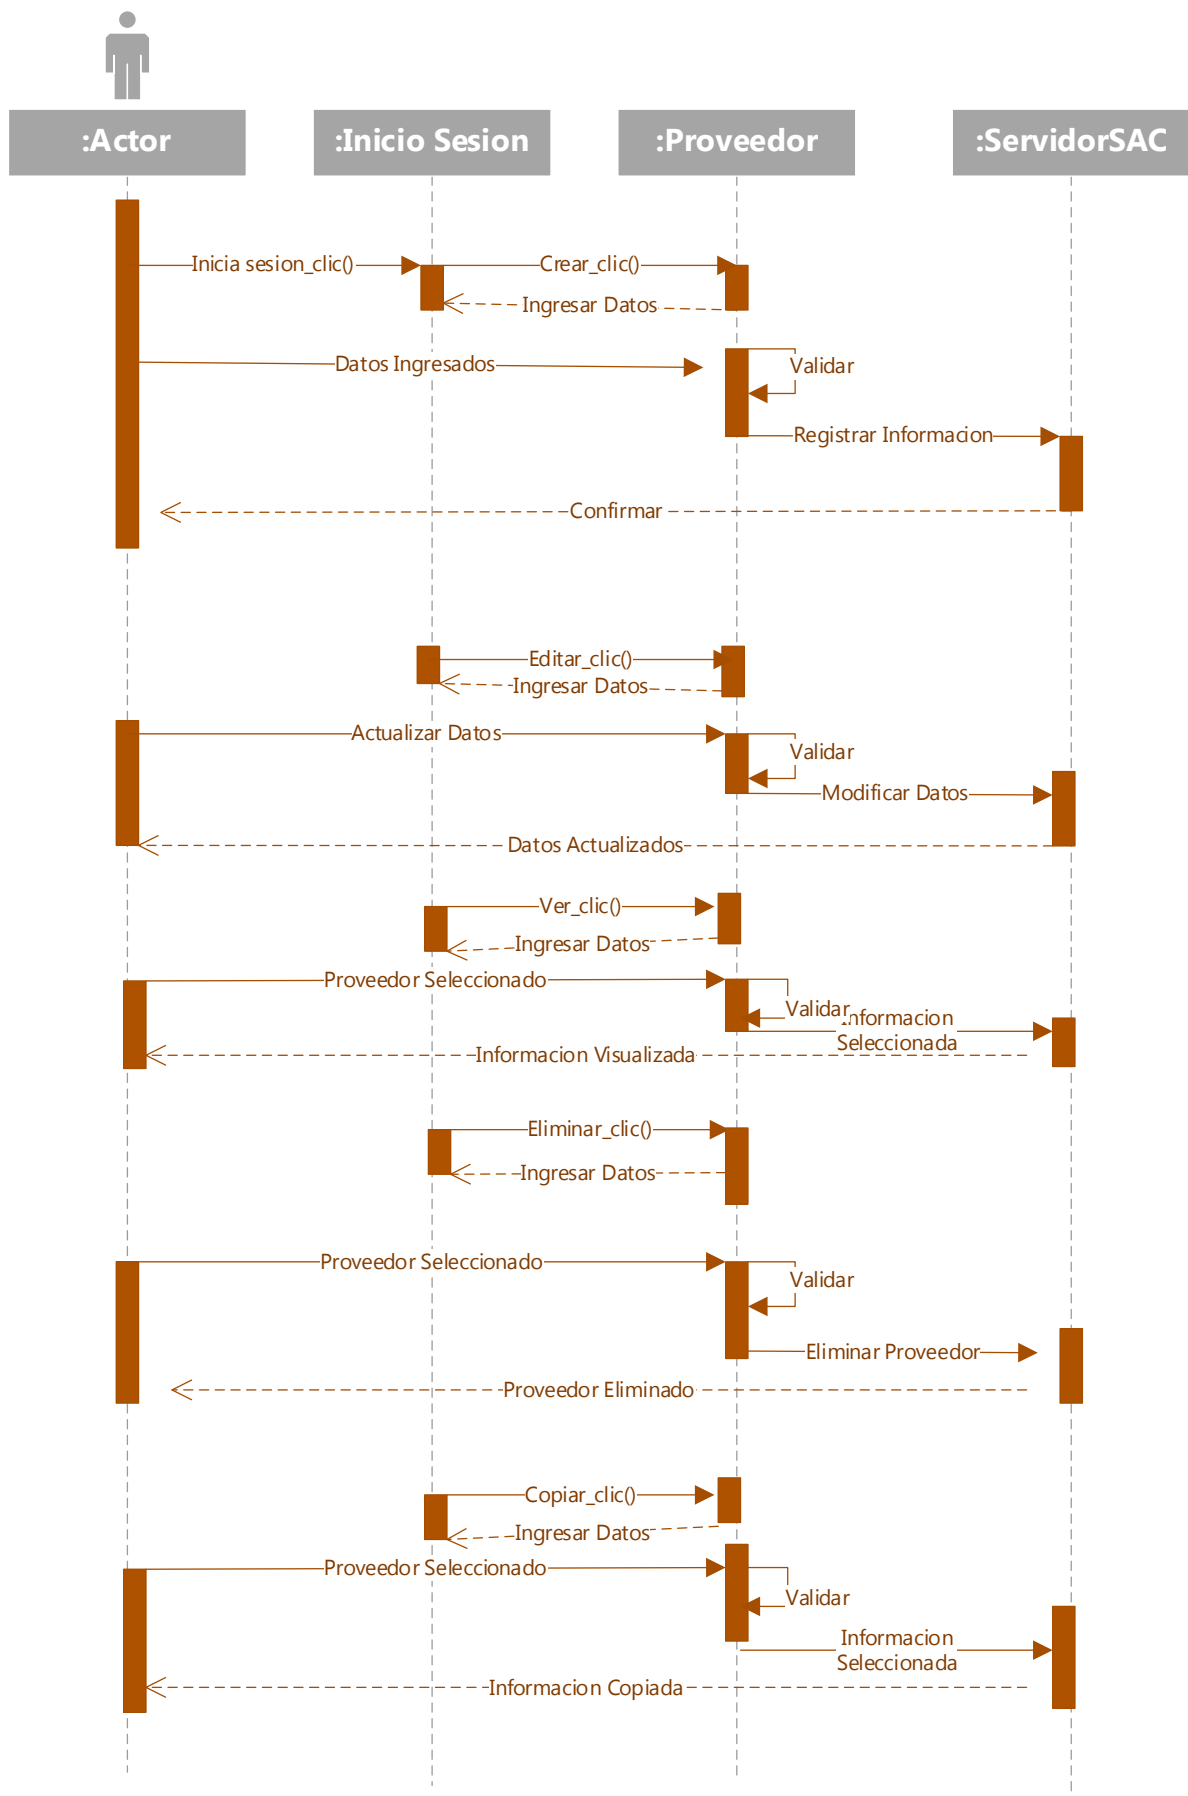 :Actor
:Inicio Sesion
:Proveedor
:ServidorSAC
Inicia sesion_clic()
Crear_clic()
Ingresar Datos
Datos Ingresados
Validar
Registrar Informacion
Confirmar
Editar_clic()
Ingresar Datos
Actualizar Datos
Validar
Modificar Datos
Datos Actualizados
Ver_clic()
Ingresar Datos
Proveedor Seleccionado
Validar
Informacion
Seleccionada
Informacion Visualizada
Eliminar_clic()
Ingresar Datos
Proveedor Seleccionado
Validar
Eliminar Proveedor
Proveedor Eliminado
Copiar_clic()
Ingresar Datos
Proveedor Seleccionado
Validar
Informacion
Seleccionada
Informacion Copiada